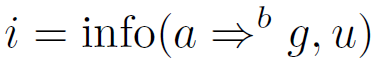 i = info(a ⇒^b g, u)